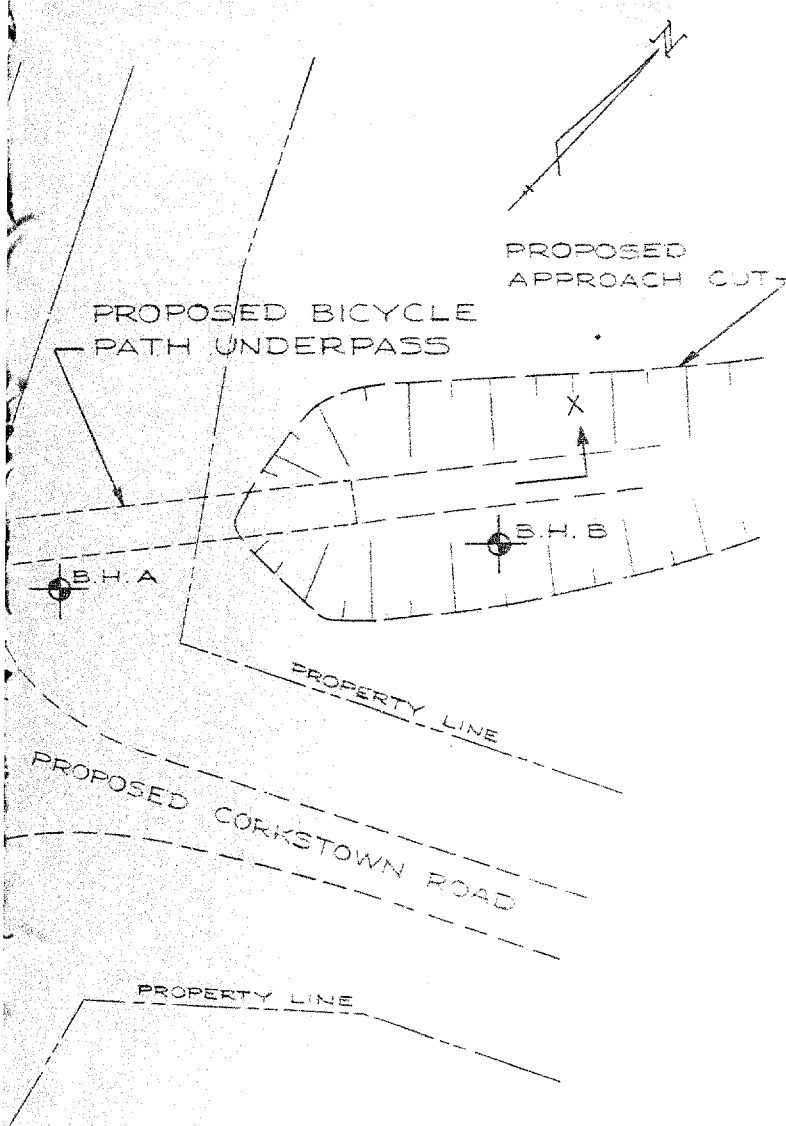 N
PROPOSED
APPROACH CUT
PROPOSED BICYCLE
PATH UNDERPASS
X
B.H. B
B.H. A
PROPERTY LINE
PROPOSED CORKSTOWN ROAD
PROPERTY LINE